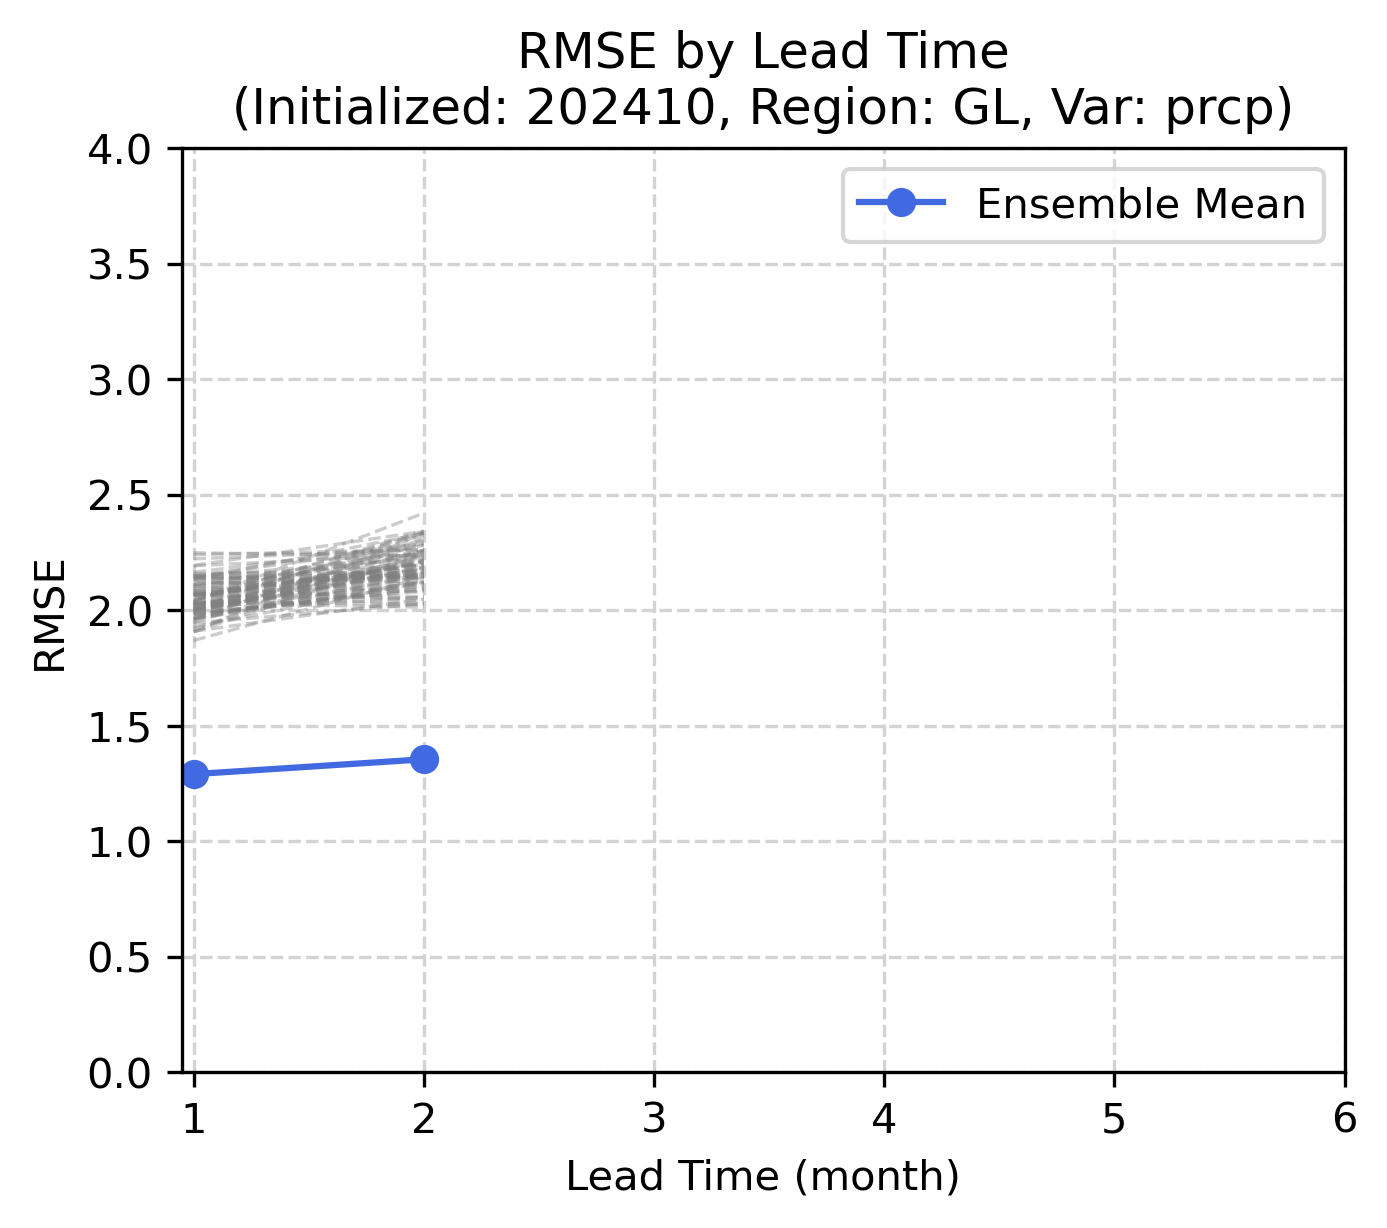 RMSE by Lead Time
(Initialized: 202410, Region: GL, Var: prcp)
Ensemble Mean
4.0
3.5
3.0
2.5
2.0
1.5
1.0
0.5
0.0
RMSE
1 2 3 4 5 6
Lead Time (month)